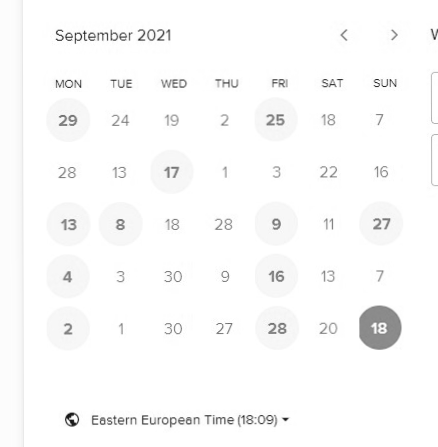 September 2021 < > W
MON TUE WED THU FRI SAT SUN
29 24 19 2 25 18 7
28 13 17 1 3 22 16
13 8 18 28 9 11 27
4 3 30 9 16 13 7
2 1 30 27 28 20 18
Eastern European Time (18:09)